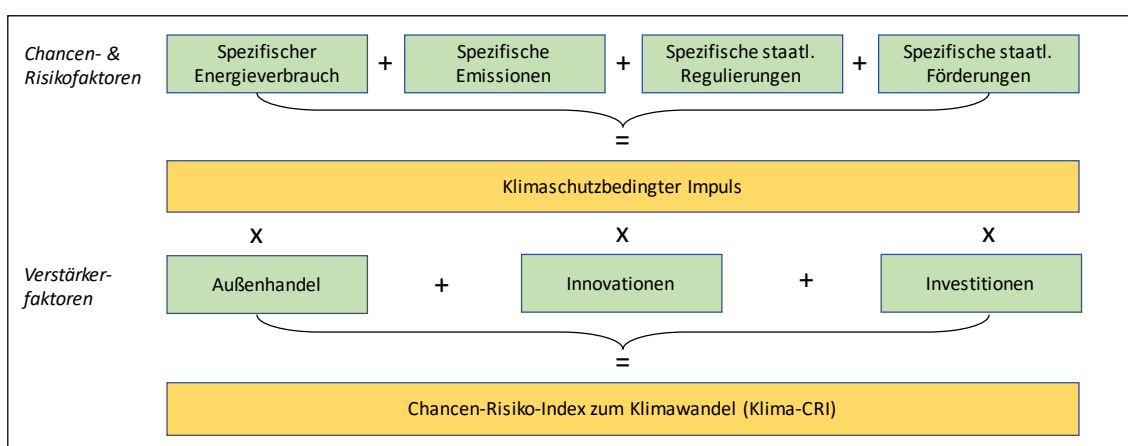 Chancen- &
Risikofaktoren
Spezifischer
Energieverbrauch
+
Spezifische
Emissionen
+
Spezifische staatl.
Regulierungen
+
Spezifische staatl.
Förderungen
=
Klimaschutzbedingter Impuls
x
x
x
Verstärker-
faktoren
Außenhandel
+
Innovationen
+
Investitionen
=
Chancen-Risiko-Index zum Klimawandel (Klima-CRI)